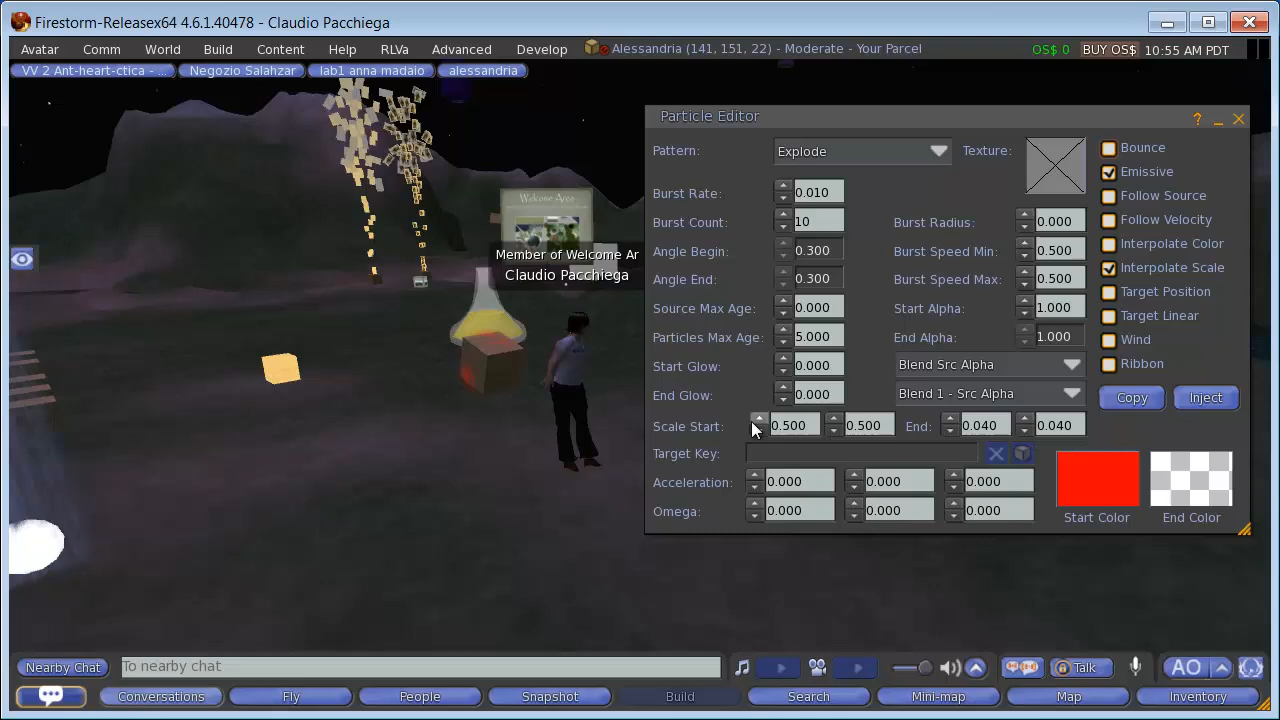 Firestorm-Releasex64 4.6.1.40478 - Claudio Pacchiega
Avatar Comm World Build Content Help RLVa Advanced Develop Alessandria (141, 151, 22) - Moderate - Your Parcel OS$ 0 BUY OS$ 10:55 AM PDT
VV 2 Ant-heart-ctica - ... Negozio Salahzar lab1 anna madaio alessandria
Welcome Area
Member of Welcome Ar
Claudio Pacchiega
Particle Editor
Pattern: Explode Texture: Bounce
Emissive
Burst Rate: 0.010 Follow Source
Burst Count: 10 Burst Radius: 0.000 Follow Velocity
Angle Begin: 0.300 Burst Speed Min: 0.500 Interpolate Color
Angle End: 0.300 Burst Speed Max: 0.500 Interpolate Scale
Source Max Age: 0.000 Start Alpha: 1.000 Target Position
Target Linear
Particles Max Age: 5.000 End Alpha: 1.000 Wind
Start Glow: 0.000 Blend Src Alpha Ribbon
End Glow: 0.000 Blend 1 - Src Alpha Copy Inject
Scale Start: 0.500 0.500 End: 0.040 0.040
Target Key:
Acceleration: 0.000 0.000 0.000
Omega: 0.000 0.000 0.000 Start Color End Color
Nearby Chat To nearby chat Talk AO
Conversations Fly People Snapshot Build Search Mini-map Map Inventory